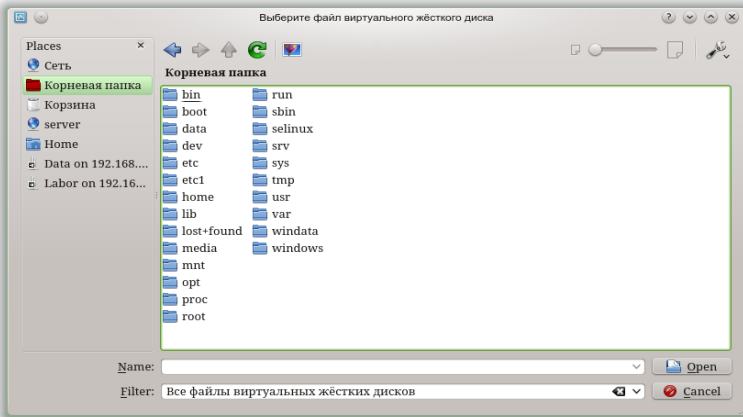 Выберите файл виртуального жёсткого диска
Places
Сеть
Корневая папка
Корзина
server
Home
Data on 192.168....
Labor on 192.16...
Корневая папка
bin
boot
data
dev
etc
etc1
home
lib
lost+found
media
mnt
opt
proc
root
run
sbin
selinux
srv
sys
tmp
usr
var
windata
windows
Name:
Open
Filter: Все файлы виртуальных жёстких дисков
Cancel